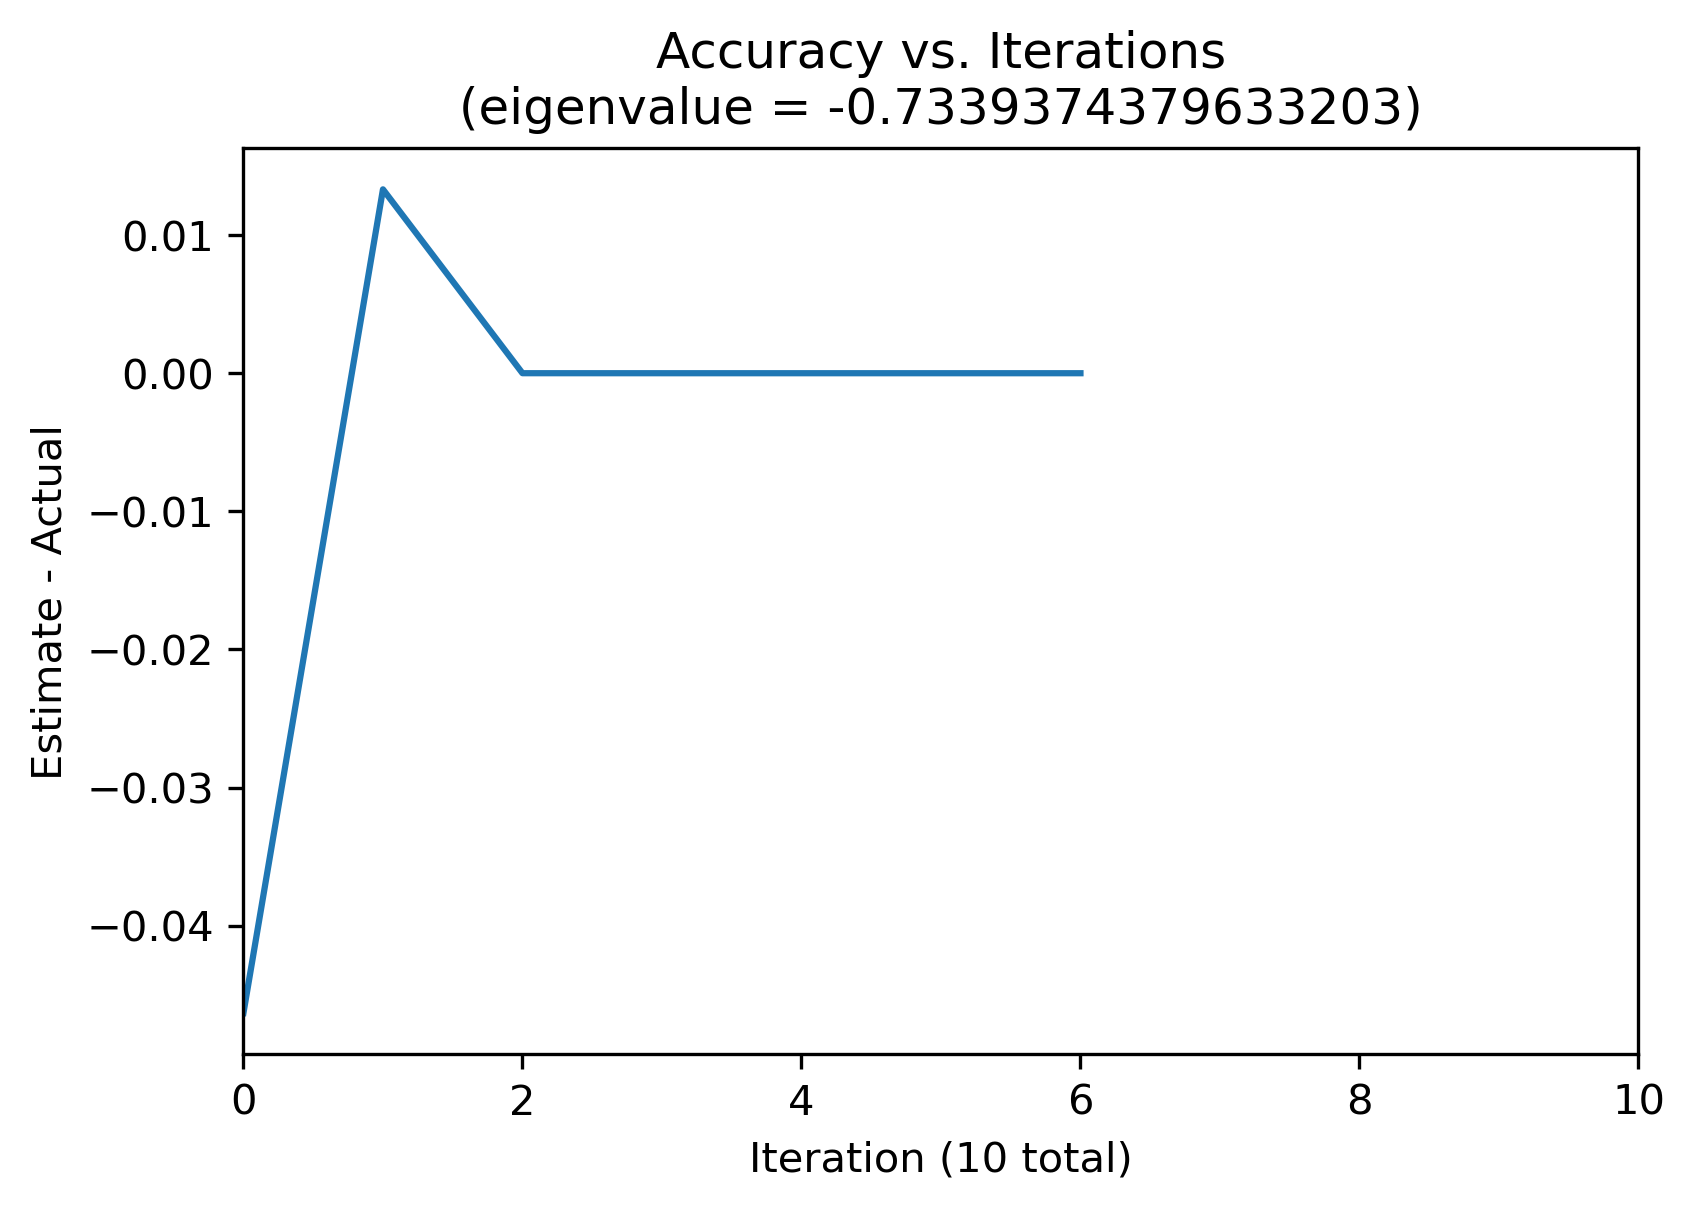 Accuracy vs. Iterations
(eigenvalue = -0.7339374379633203)
0.01
0.00
−0.01
−0.02
−0.03
−0.04
Estimate - Actual
0 2 4 6 8 10
Iteration (10 total)